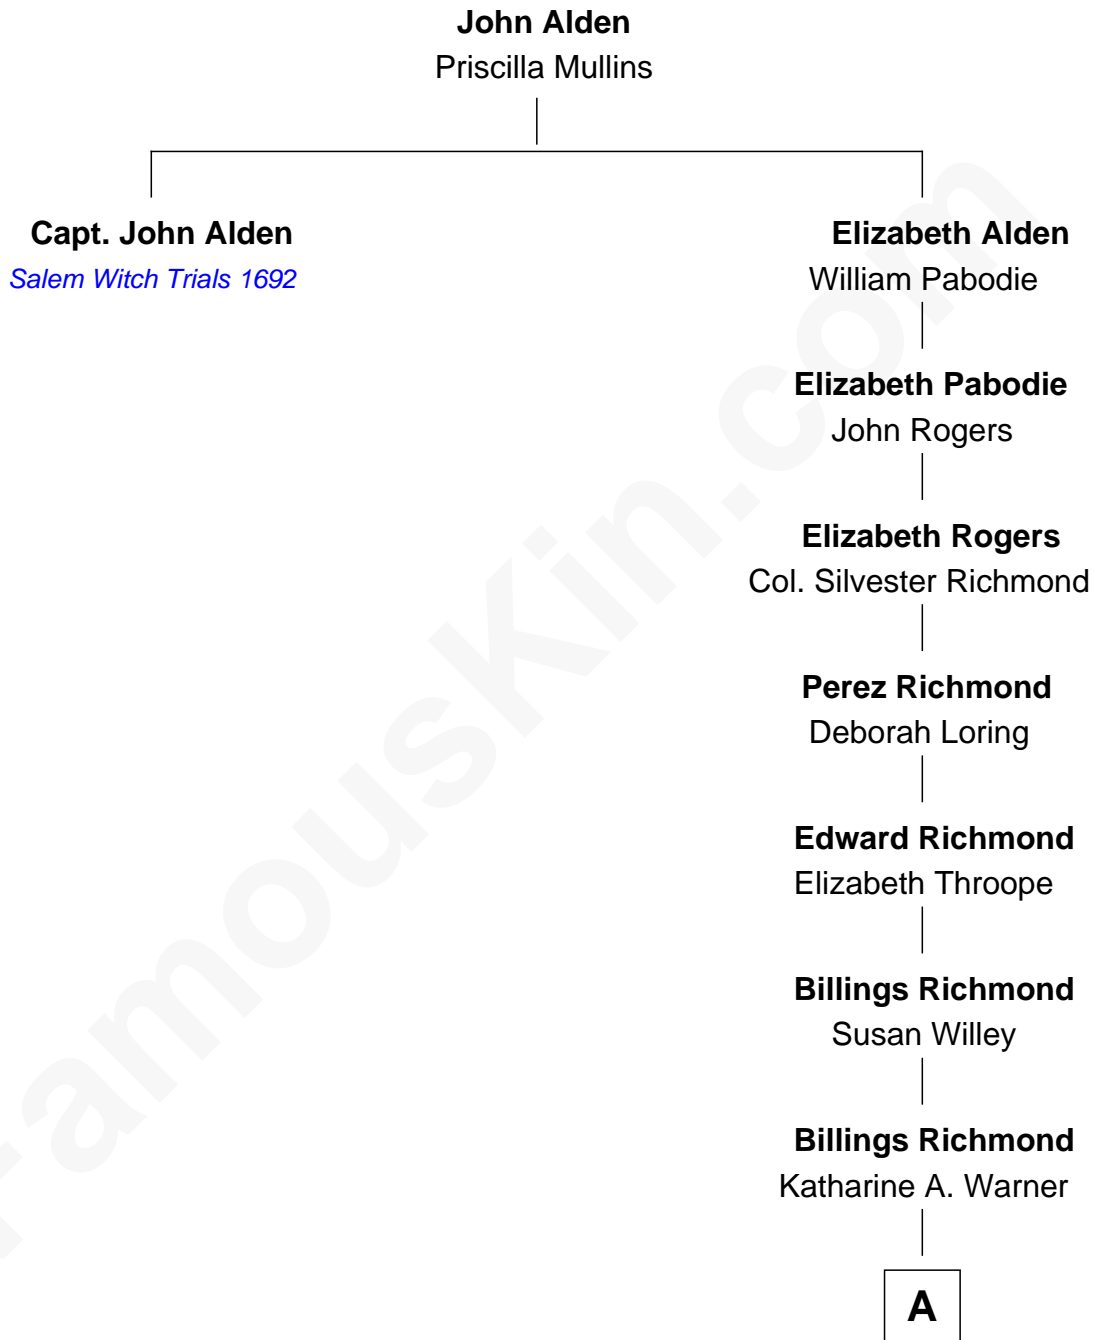 John Alden
Priscilla Mullins
Capt. John Alden
Salem Witch Trials 1692
Elizabeth Alden
William Pabodie
Elizabeth Pabodie
John Rogers
Elizabeth Rogers
Col. Silvester Richmond
Perez Richmond
Deborah Loring
Edward Richmond
Elizabeth Throope
Billings Richmond
Susan Willey
Billings Richmond
Katharine A. Warner
A
FamousKin.com